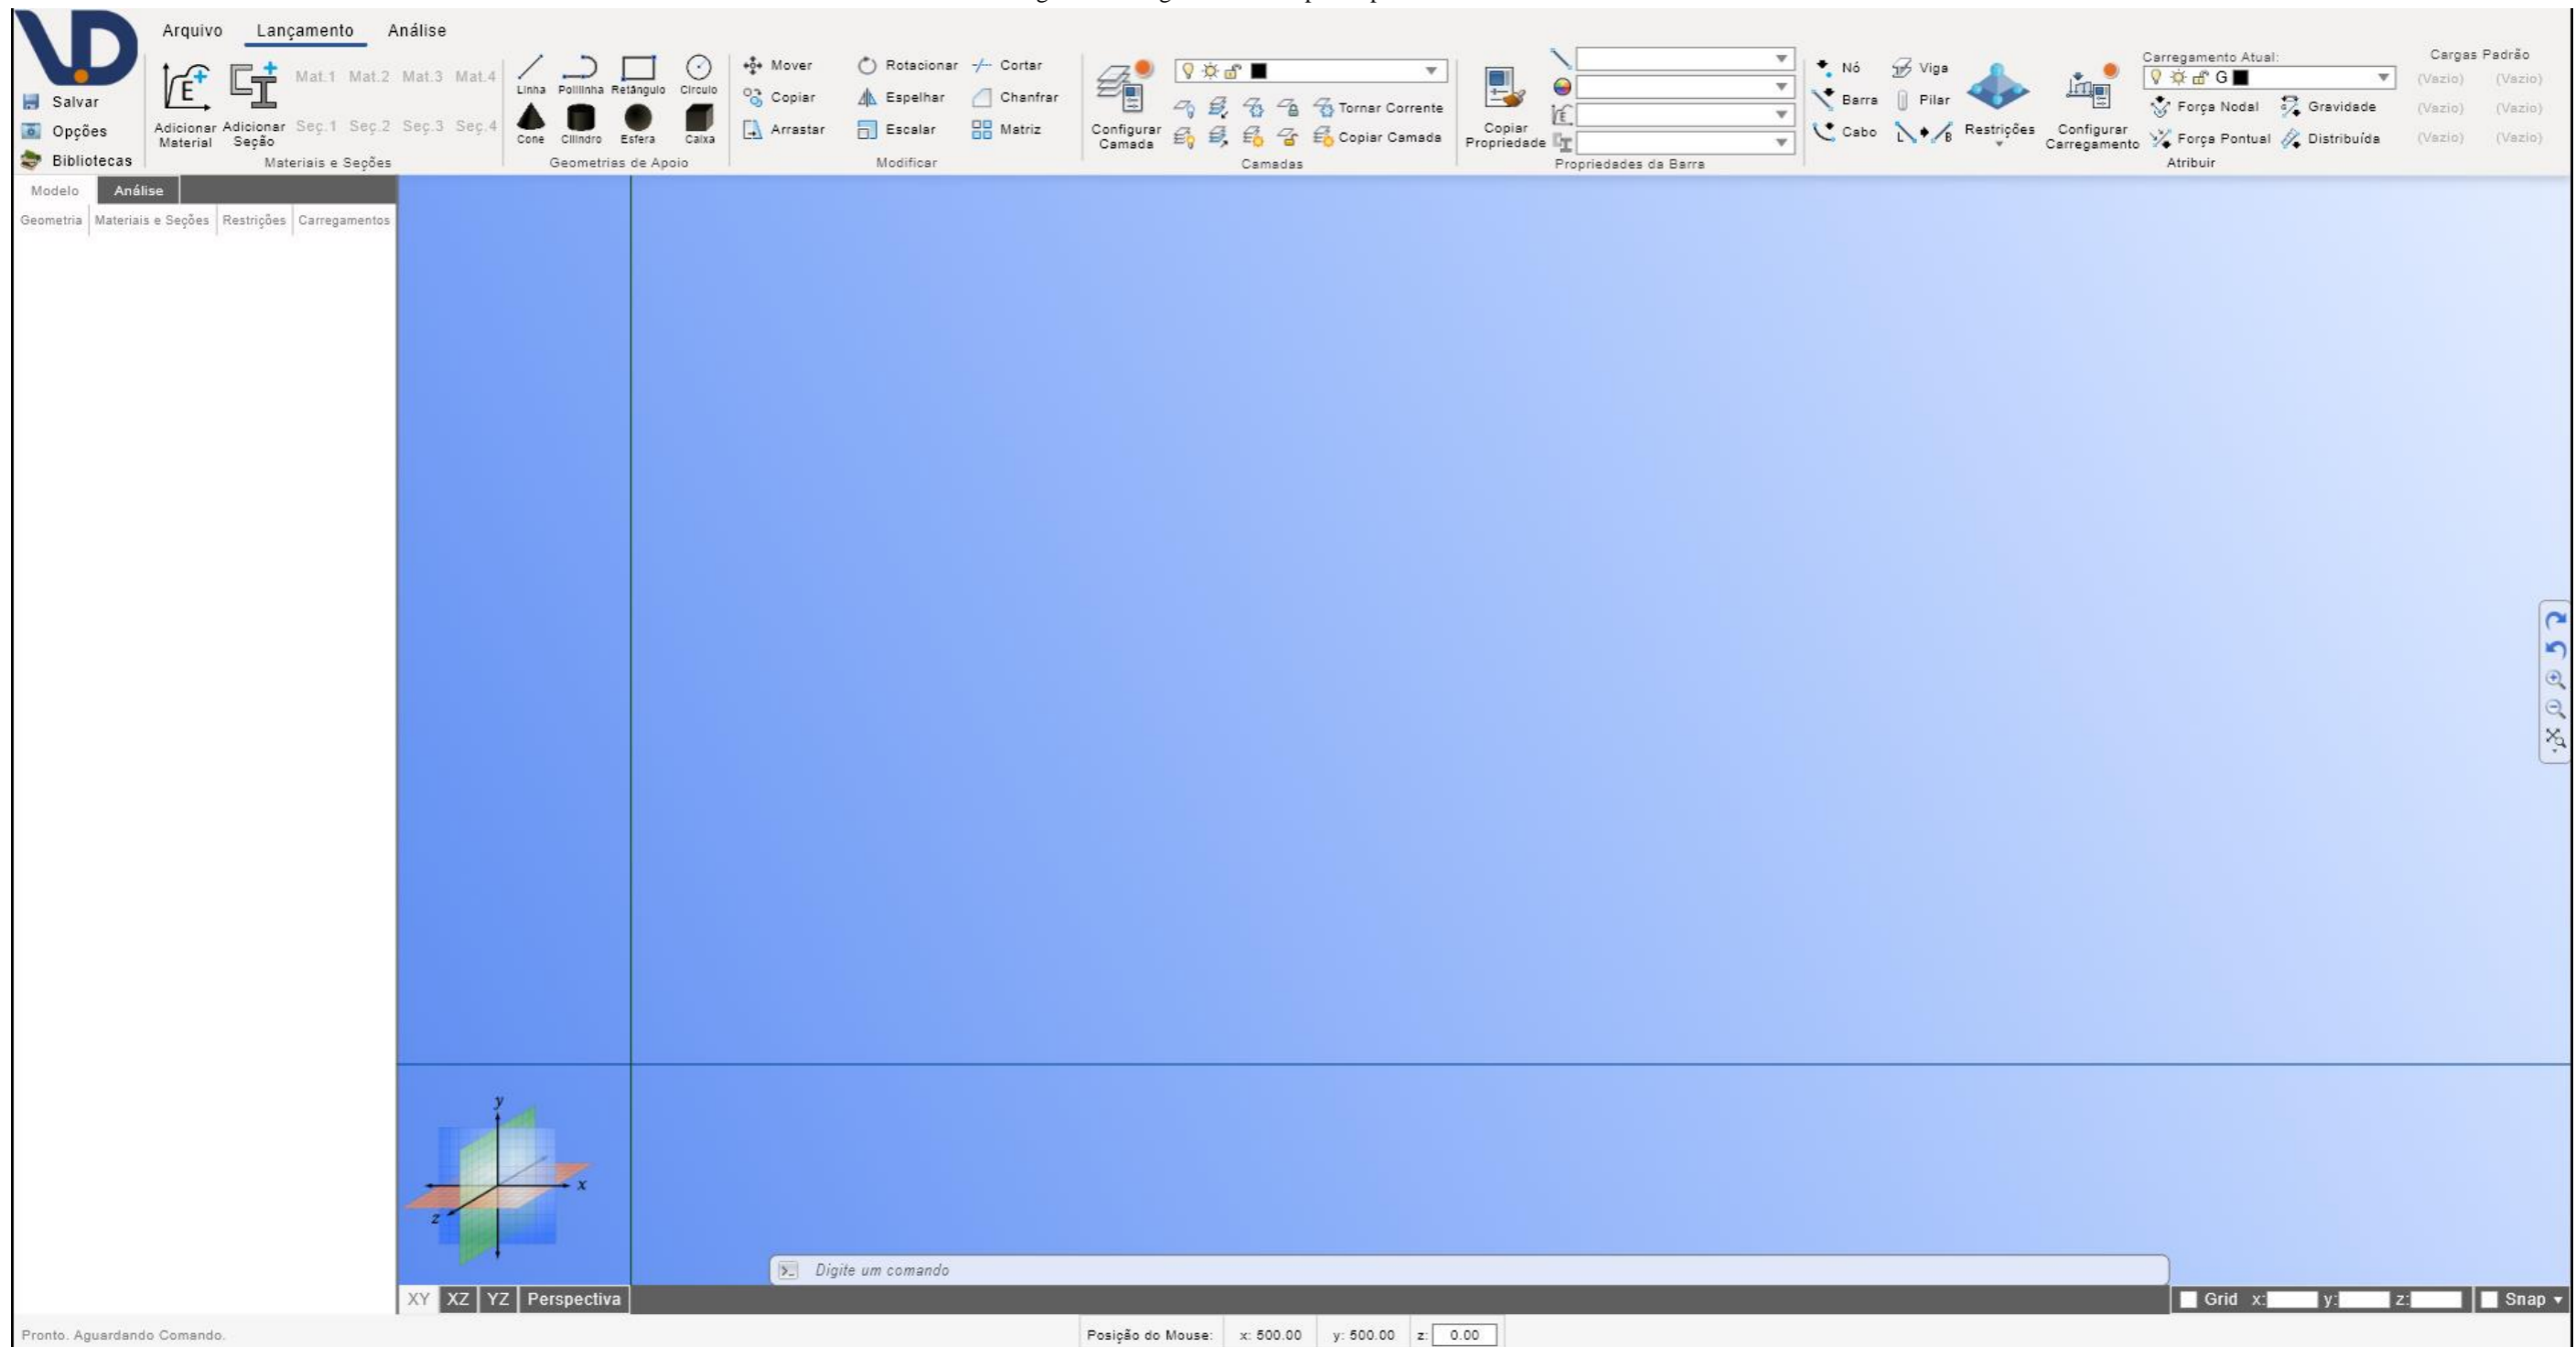 Arquivo Lançamento Análise
Salvar
Opções
Bibliotecas
Adicionar Material
Adicionar Seção
Mat.1 Mat.2 Mat.3 Mat.4
Seç.1 Seç.2 Seç.3 Seç.4
Materiais e Seções
Linha Polilinha Retângulo Círculo
Cone Cilindro Esfera Caixa
Geometrias de Apoio
Mover Rotacionar Cortar
Copiar Espelhar Chanfrar
Arrastar Escalar Matriz
Modificar
Configurar Camada
Tornar Corrente
Copiar Camada
Camadas
Copiar Propriedade
Propriedades da Barra
Nó Viga
Barra Pilar
Cabo L B
Restrições
Configurar Carregamento
Carregamento Atual:
G
Força Nodal Gravidade
Força Pontual Distribuída
Atribuir
Cargas Padrão
(Vazio) (Vazio)
(Vazio) (Vazio)
(Vazio) (Vazio)
Modelo Análise
Geometria Materiais e Seções Restrições Carregamentos
y
x
z
Digite um comando
XY XZ YZ Perspectiva
Grid x: y: z: Snap
Pronto. Aguardando Comando.
Posição do Mouse: x: 500.00 y: 500.00 z: 0.00